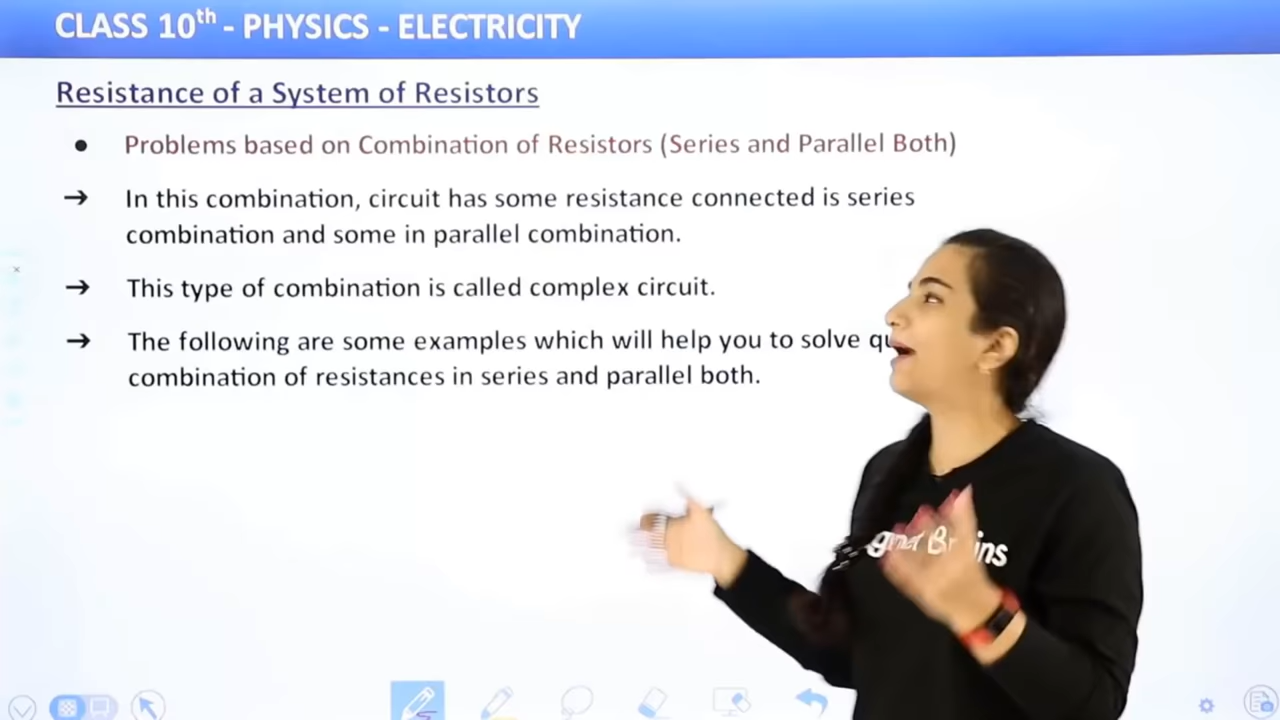 CLASS 10th - PHYSICS - ELECTRICITY
Resistance of a System of Resistors
● Problems based on Combination of Resistors (Series and Parallel Both)
→ In this combination, circuit has some resistance connected is series
combination and some in parallel combination.
→ This type of combination is called complex circuit.
→ The following are some examples which will help you to solve
combination of resistances in series and parallel both.